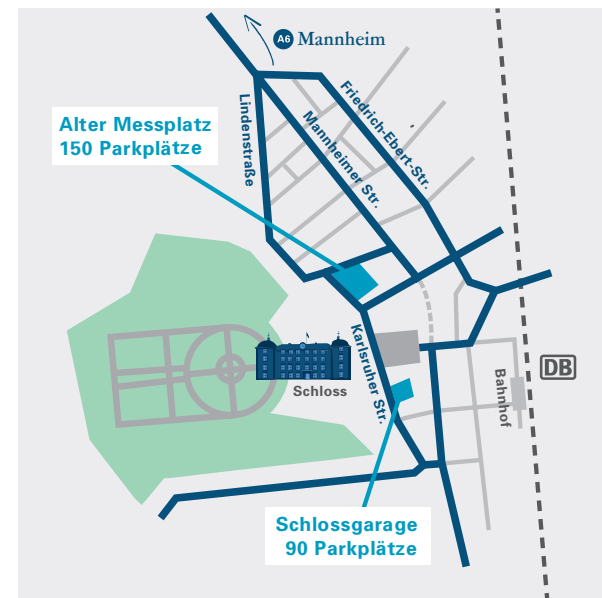 A6 Mannheim
Alter Messplatz
150 Parkplätze
Lindenstraße
Mannheimer Str.
Friedrich-Ebert-Str.
Karlsruher Str.
Schloss
DB
Bahnhof
Schlossgarage
90 Parkplätze